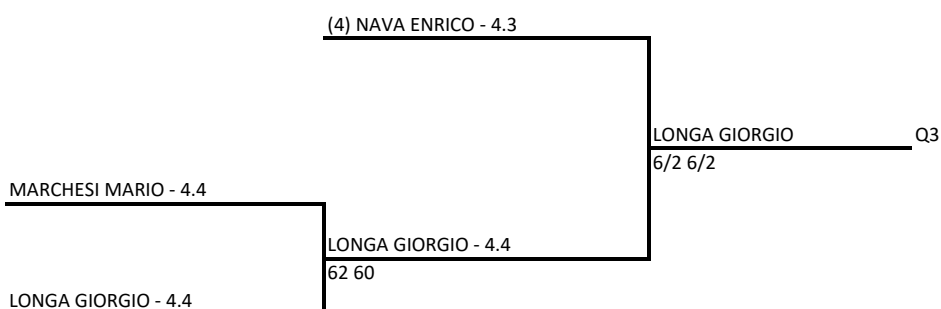 (4) NAVA ENRICO - 4.3
LONGA GIORGIO
Q3
6/2 6/2
MARCHESI MARIO - 4.4
LONGA GIORGIO - 4.4
62 60
LONGA GIORGIO - 4.4